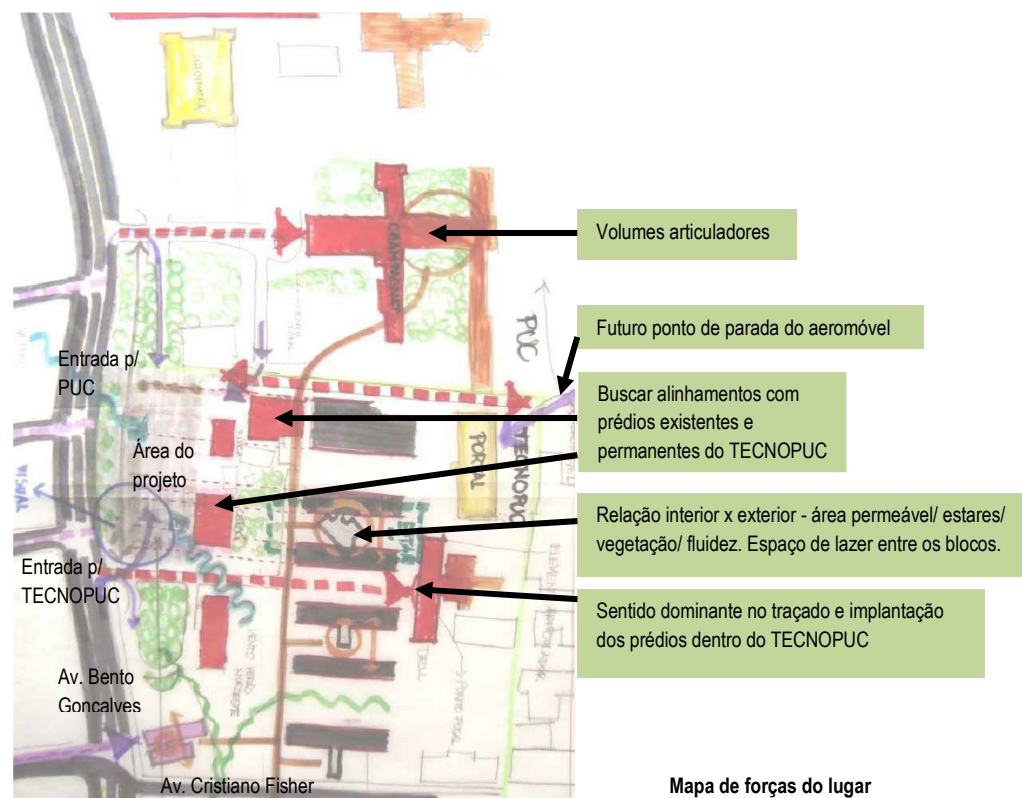 Volumes articuladores
PUC
Futuro ponto de parada do aeromóvel
Entrada p/
PUC
Buscar alinhamentos com
prédios existentes e
permanentes do TECNOPUC
PORTAL
TECNOPUC
Área do
projeto
VISUAL
Relação interior x exterior - área permeável/ estares/
vegetação/ fluidez. Espaço de lazer entre os blocos.
Entrada p/
TECNOPUC
Sentido dominante no traçado e implantação
dos prédios dentro do TECNOPUC
DELL
Av. Bento
Gonçalves
Av. Cristiano Fisher
Mapa de forças do lugar